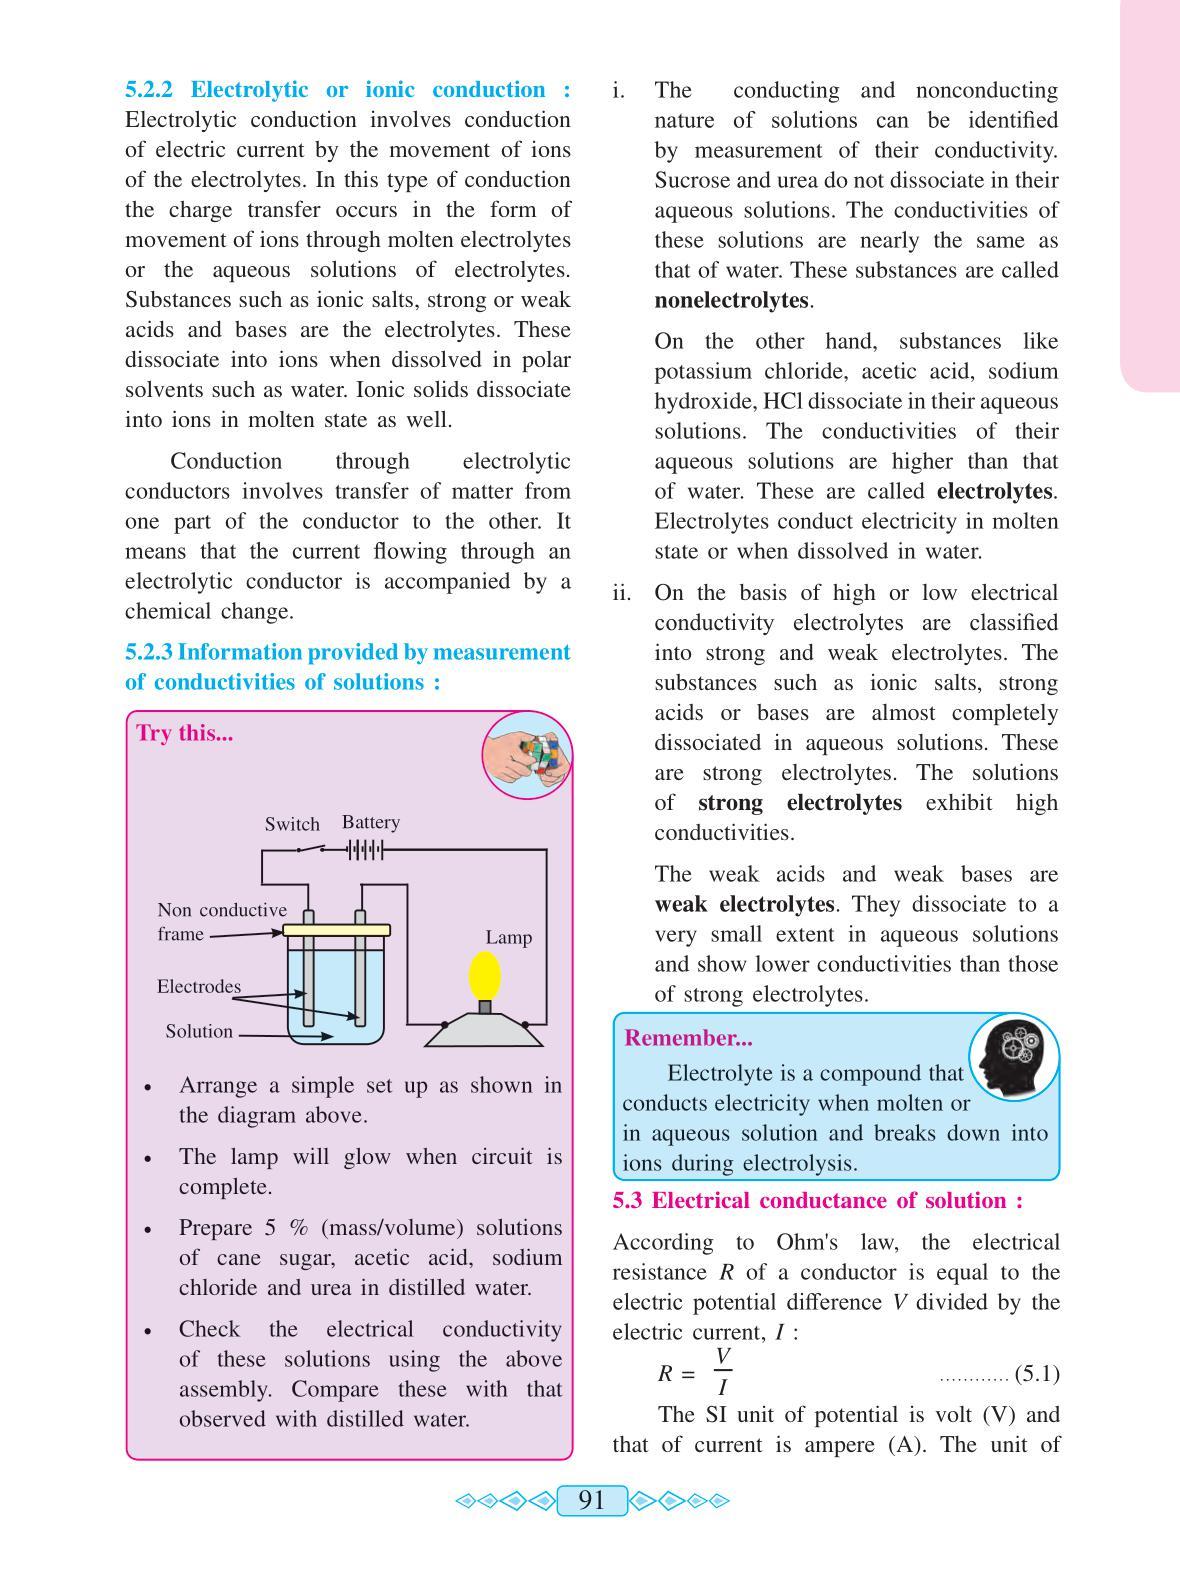 5.2.2 Electrolytic or ionic conduction :
Electrolytic conduction involves conduction
of electric current by the movement of ions
of the electrolytes. In this type of conduction
the charge transfer occurs in the form of
movement of ions through molten electrolytes
or the aqueous solutions of electrolytes.
Substances such as ionic salts, strong or weak
acids and bases are the electrolytes. These
dissociate into ions when dissolved in polar
solvents such as water. Ionic solids dissociate
into ions in molten state as well.
Conduction through electrolytic
conductors involves transfer of matter from
one part of the conductor to the other. It
means that the current flowing through an
electrolytic conductor is accompanied by a
chemical change.
5.2.3 Information provided by measurement
of conductivities of solutions :
Try this...
Switch Battery
Non conductive
frame
Lamp
Electrodes
Solution
• Arrange a simple set up as shown in
the diagram above.
• The lamp will glow when circuit is
complete.
• Prepare 5 % (mass/volume) solutions
of cane sugar, acetic acid, sodium
chloride and urea in distilled water.
• Check the electrical conductivity
of these solutions using the above
assembly. Compare these with that
observed with distilled water.
i. The conducting and nonconducting
nature of solutions can be identified
by measurement of their conductivity.
Sucrose and urea do not dissociate in their
aqueous solutions. The conductivities of
these solutions are nearly the same as
that of water. These substances are called
nonelectrolytes.
On the other hand, substances like
potassium chloride, acetic acid, sodium
hydroxide, HCl dissociate in their aqueous
solutions. The conductivities of their
aqueous solutions are higher than that
of water. These are called electrolytes.
Electrolytes conduct electricity in molten
state or when dissolved in water.
ii. On the basis of high or low electrical
conductivity electrolytes are classified
into strong and weak electrolytes. The
substances such as ionic salts, strong
acids or bases are almost completely
dissociated in aqueous solutions. These
are strong electrolytes. The solutions
of strong electrolytes exhibit high
conductivities.
The weak acids and weak bases are
weak electrolytes. They dissociate to a
very small extent in aqueous solutions
and show lower conductivities than those
of strong electrolytes.
Remember...
Electrolyte is a compound that
conducts electricity when molten or
in aqueous solution and breaks down into
ions during electrolysis.
5.3 Electrical conductance of solution :
According to Ohm's law, the electrical
resistance R of a conductor is equal to the
electric potential difference V divided by the
electric current, I :
R = V/I ............ (5.1)
The SI unit of potential is volt (V) and
that of current is ampere (A). The unit of
91